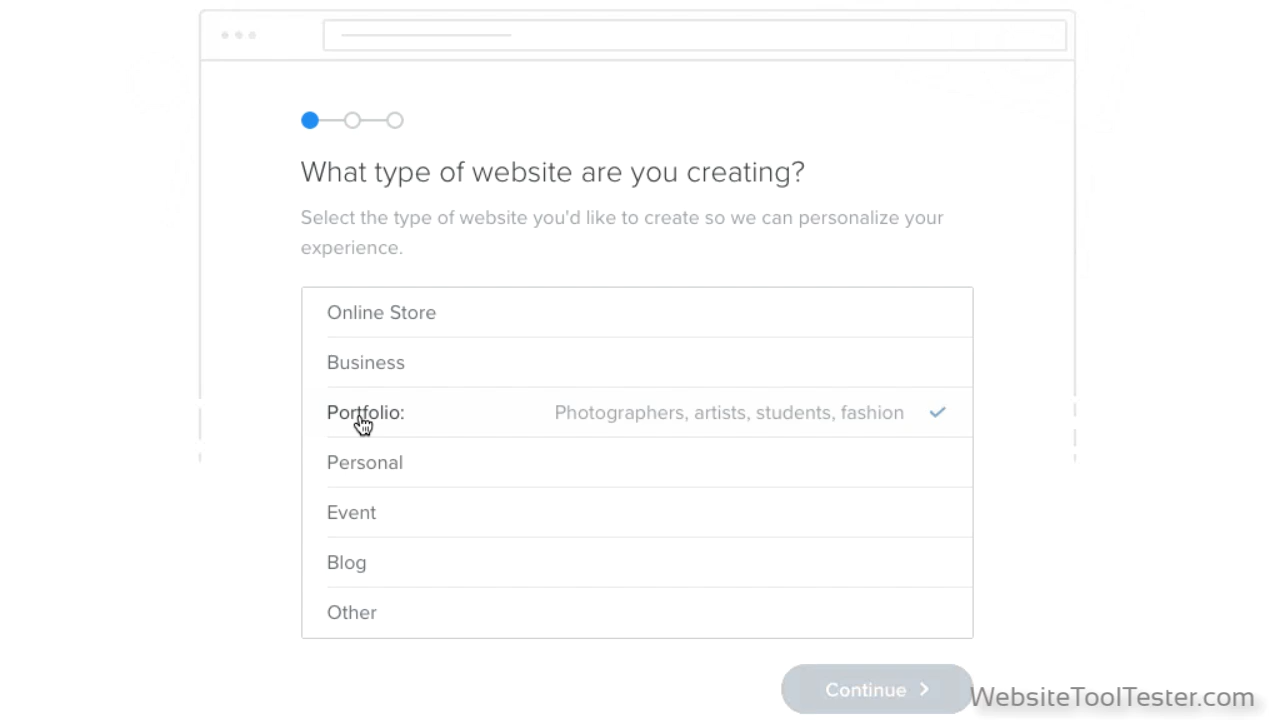 What type of website are you creating?
Select the type of website you'd like to create so we can personalize your
experience.
Online Store
Business
Portfolio: Photographers, artists, students, fashion
Personal
Event
Blog
Other
Continue
WebsiteToolTester.com